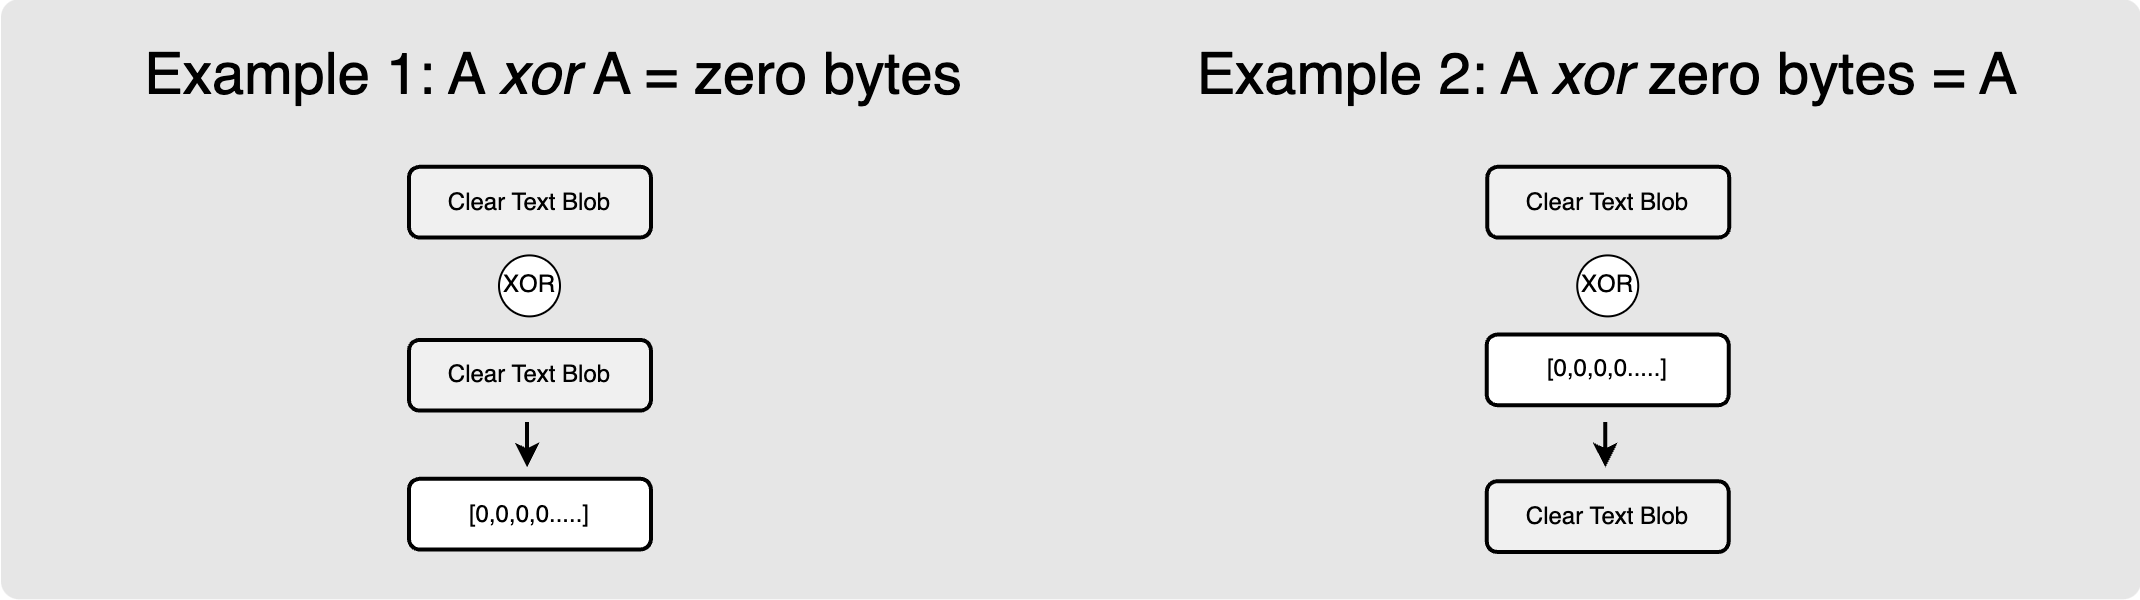 Example 1: A xor A = zero bytes
Clear Text Blob
XOR
Clear Text Blob
[0,0,0,0.....]
Example 2: A xor zero bytes = A
Clear Text Blob
XOR
[0,0,0,0.....]
Clear Text Blob